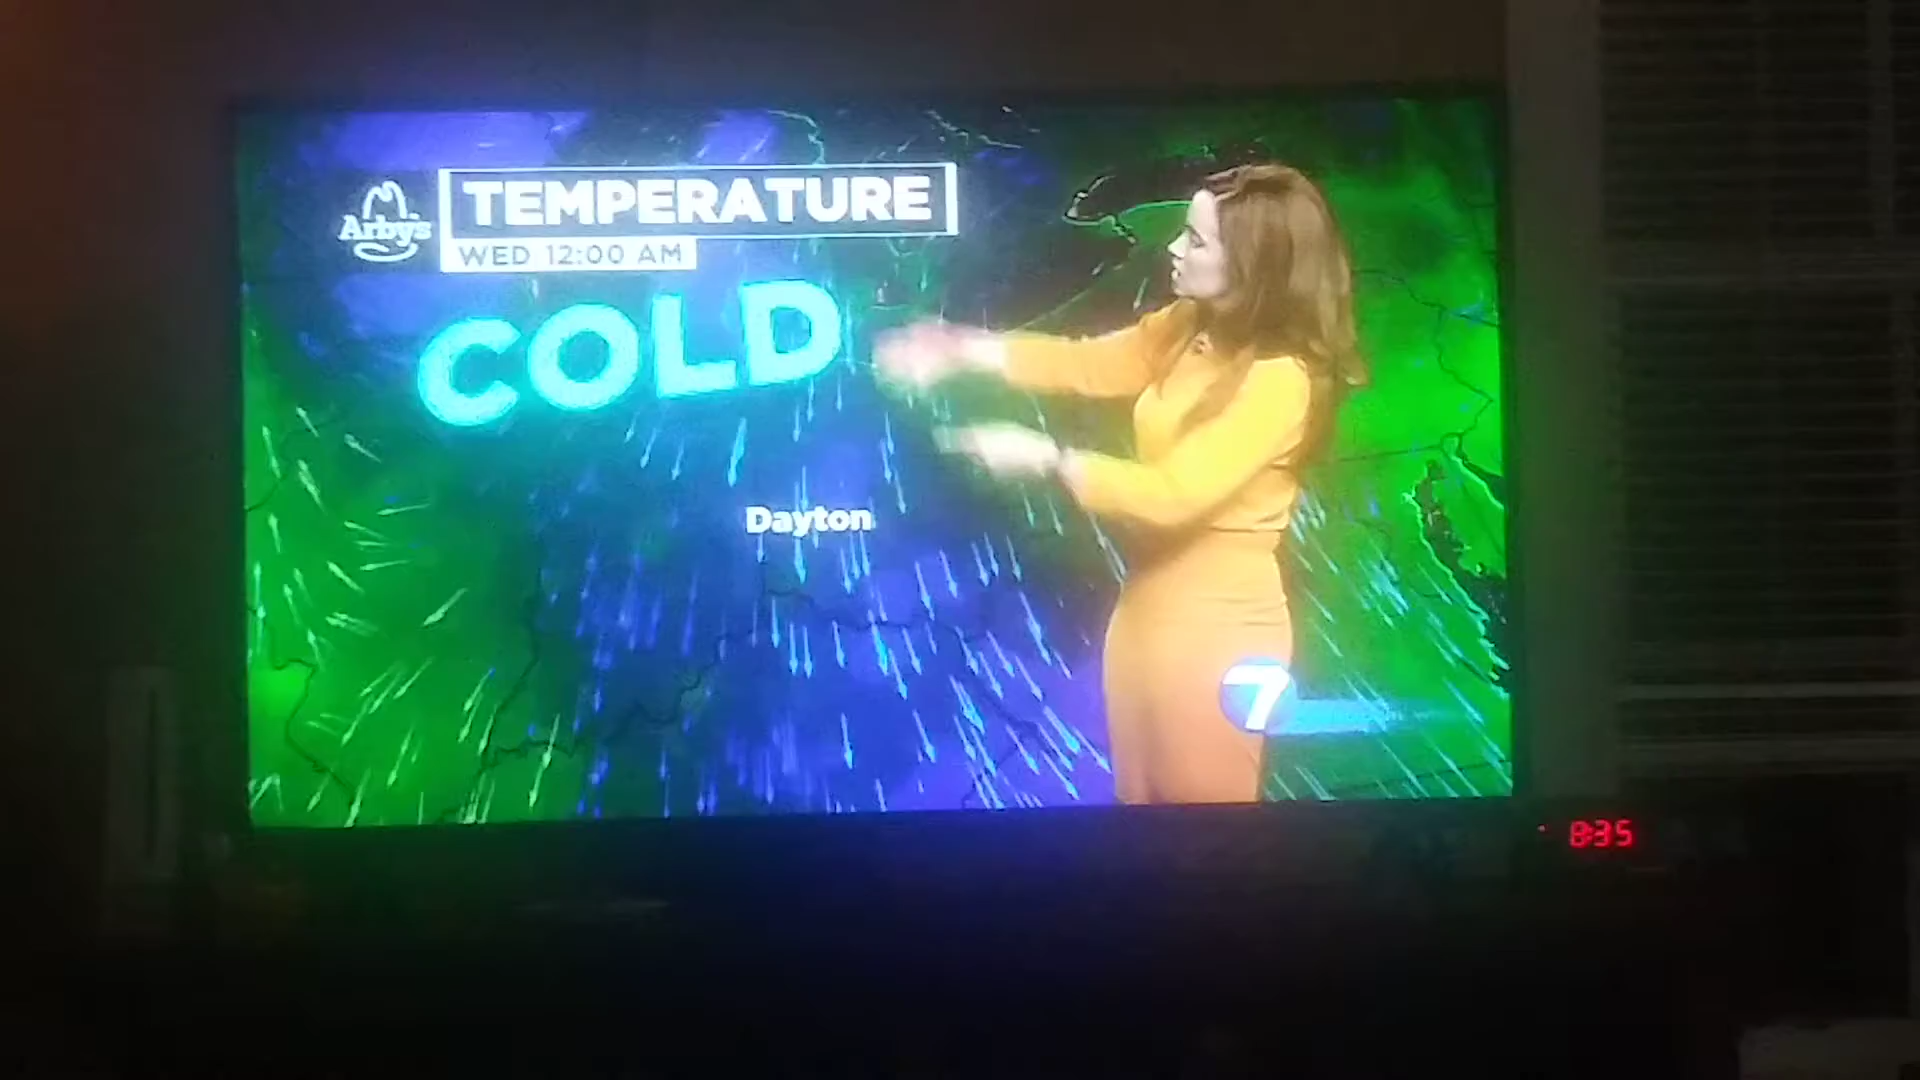 Arby's
TEMPERATURE
WED 12:00 AM
COLD
Dayton
7
8:35